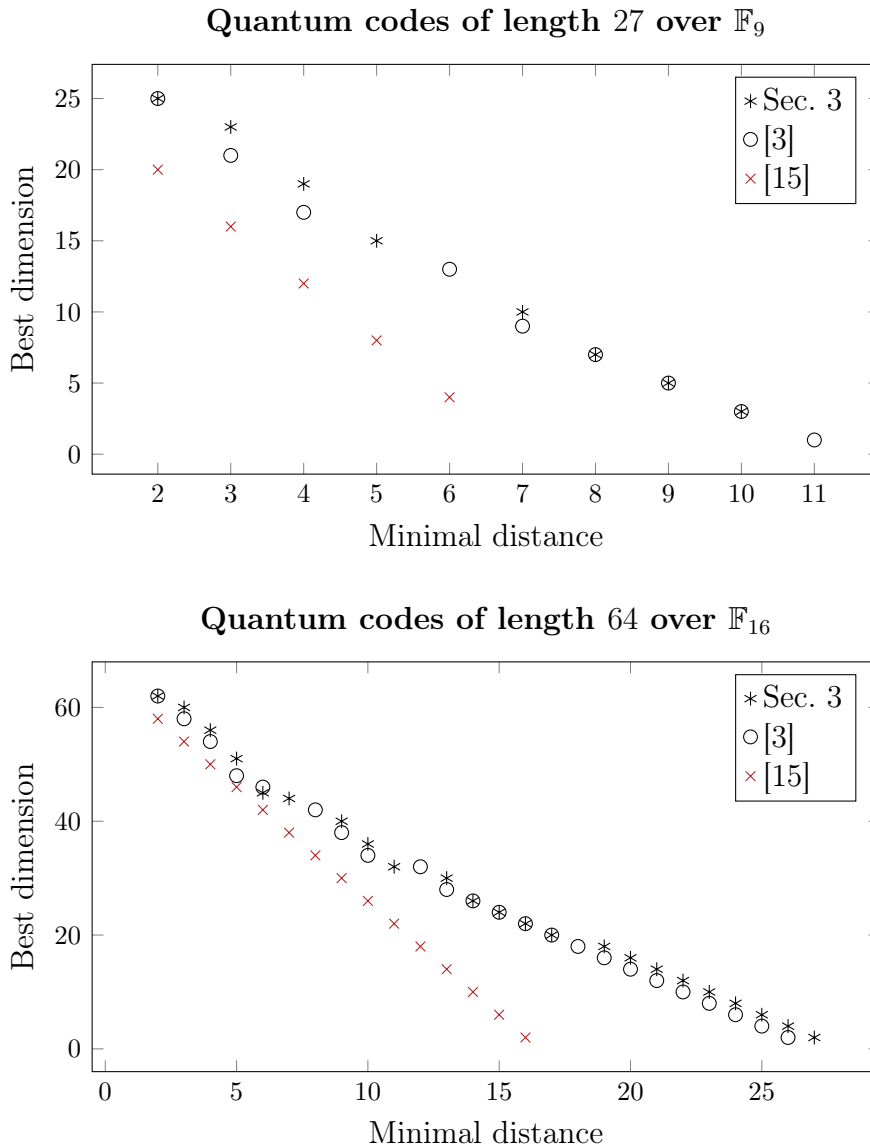 Quantum codes of length 27 over 𝔽₉
25
20
15
10
5
0
Best dimension
Sec. 3
[3]
[15]
2 3 4 5 6 7 8 9 10 11
Minimal distance
Quantum codes of length 64 over 𝔽₁₆
60
40
20
0
Best dimension
Sec. 3
[3]
[15]
0 5 10 15 20 25
Minimal distance